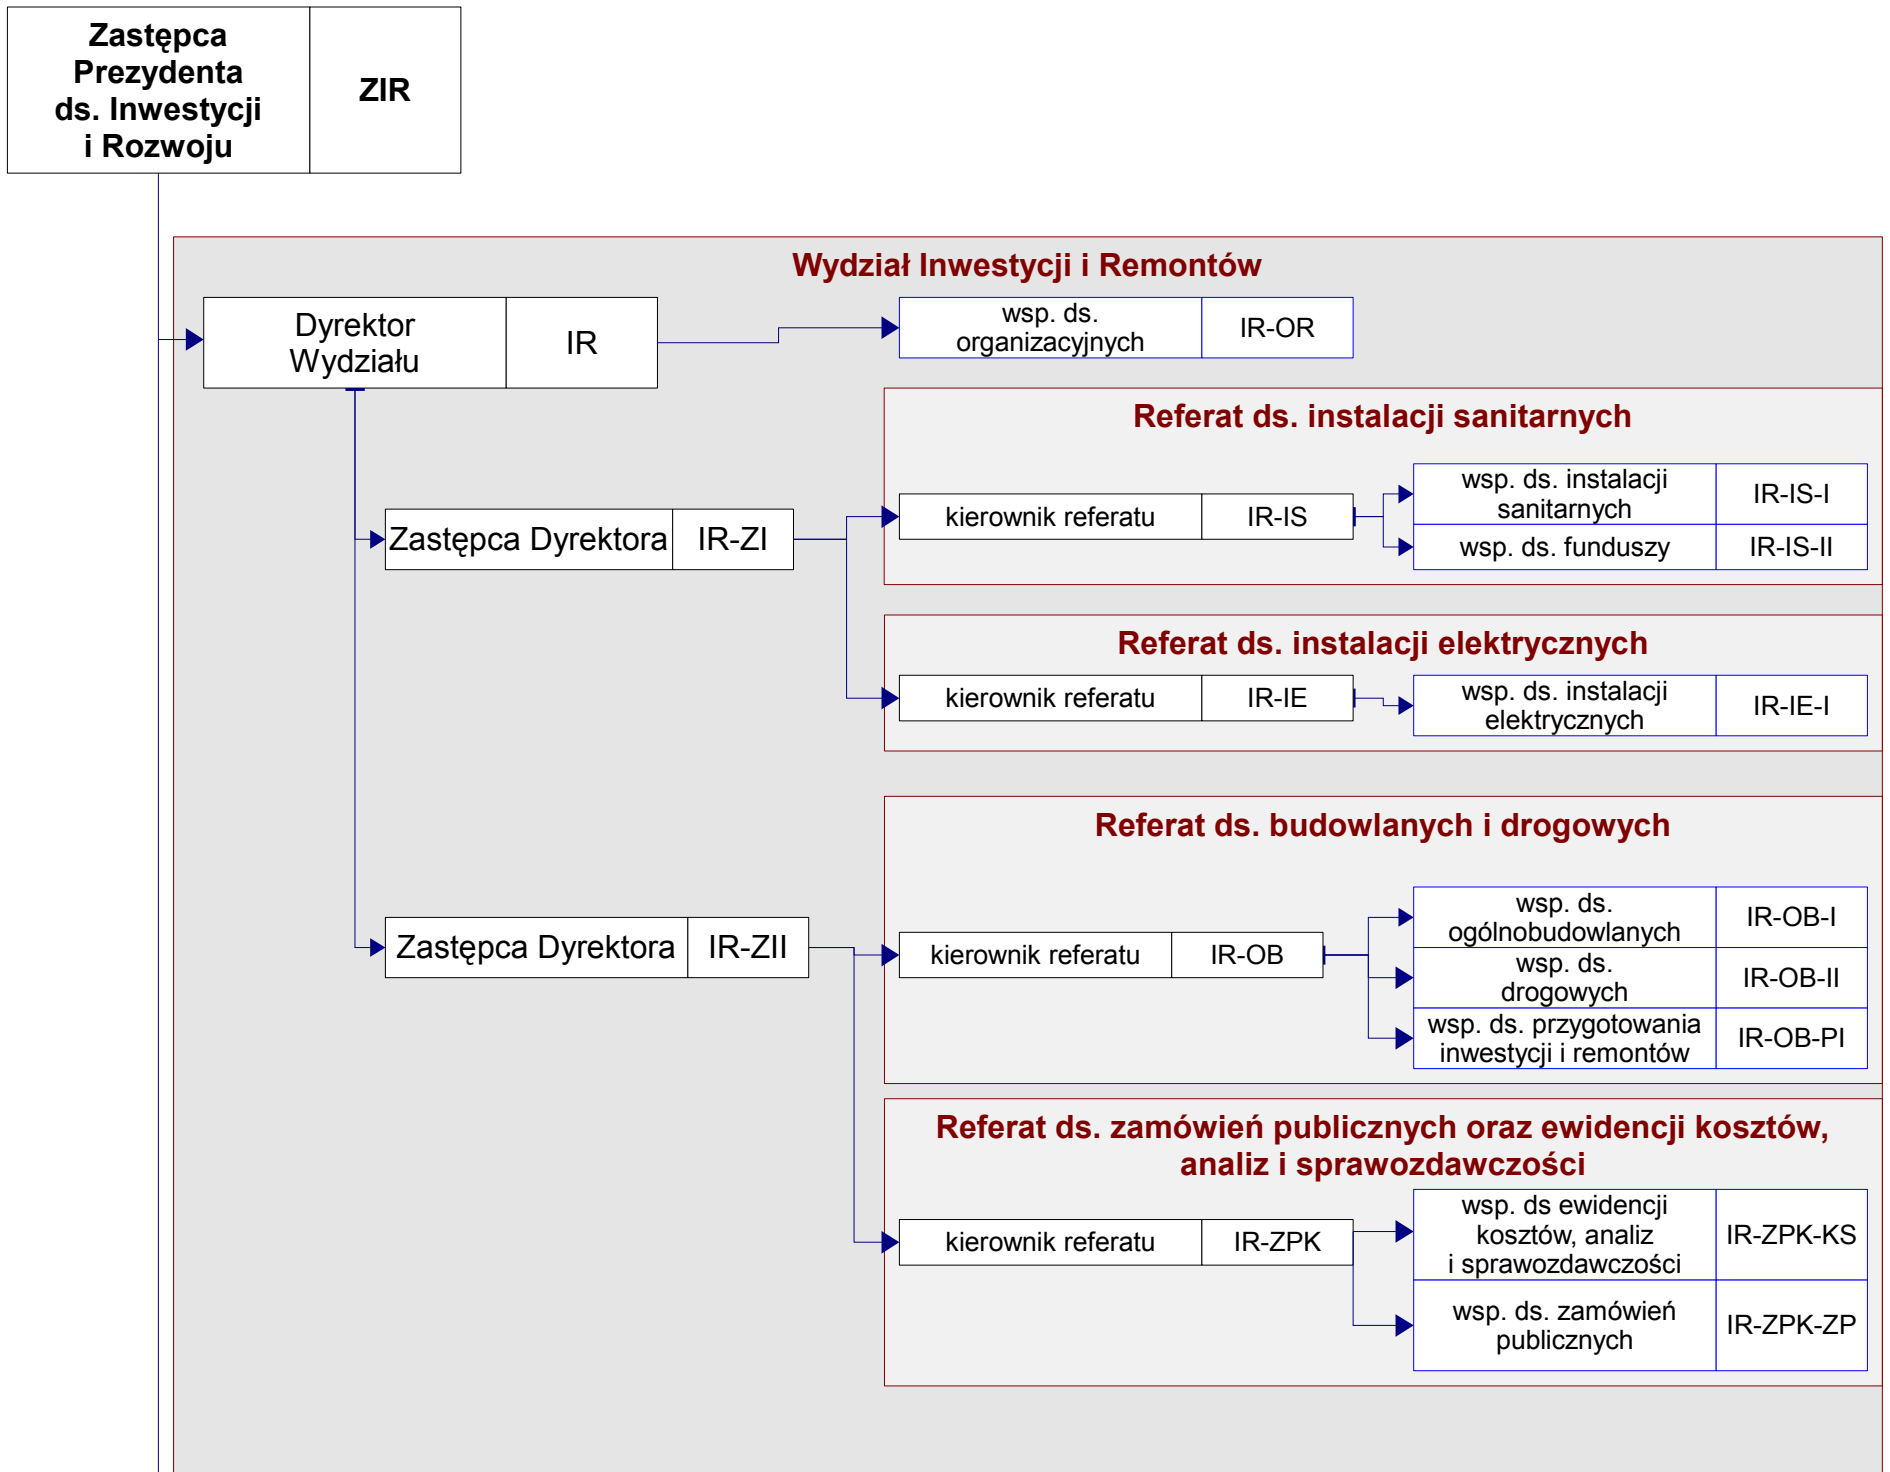 Zastępca
Prezydenta
ds. Inwestycji
i Rozwoju
ZIR
Wydział Inwestycji i Remontów
Dyrektor
Wydziału
IR
wsp. ds.
organizacyjnych
IR-OR
Referat ds. instalacji sanitarnych
Zastępca Dyrektora
IR-ZI
kierownik referatu
IR-IS
wsp. ds. instalacji
sanitarnych
IR-IS-I
wsp. ds. funduszy
IR-IS-II
Referat ds. instalacji elektrycznych
kierownik referatu
IR-IE
wsp. ds. instalacji
elektrycznych
IR-IE-I
Referat ds. budowlanych i drogowych
Zastępca Dyrektora
IR-ZII
kierownik referatu
IR-OB
wsp. ds.
ogólnobudowlanych
IR-OB-I
wsp. ds.
drogowych
IR-OB-II
wsp. ds. przygotowania
inwestycji i remontów
IR-OB-PI
Referat ds. zamówień publicznych oraz ewidencji kosztów,
analiz i sprawozdawczości
kierownik referatu
IR-ZPK
wsp. ds ewidencji
kosztów, analiz
i sprawozdawczości
IR-ZPK-KS
wsp. ds. zamówień
publicznych
IR-ZPK-ZP